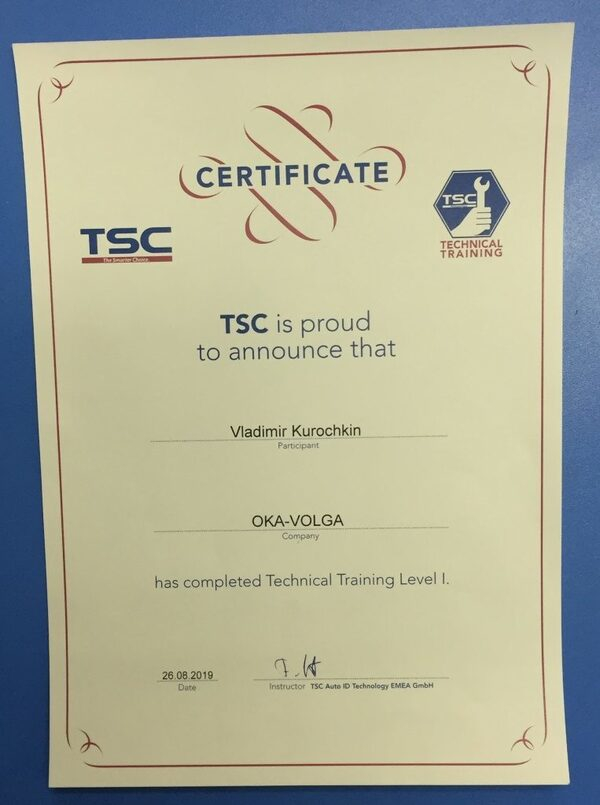 CERTIFICATE
TSC
The Smarter Choice.
TSC
TECHNICAL
TRAINING
TSC is proud
to announce that
Vladimir Kurochkin
Participant
OKA-VOLGA
Company
has completed Technical Training Level I.
26.08.2019
Date
Instructor TSC Auto ID Technology EMEA GmbH